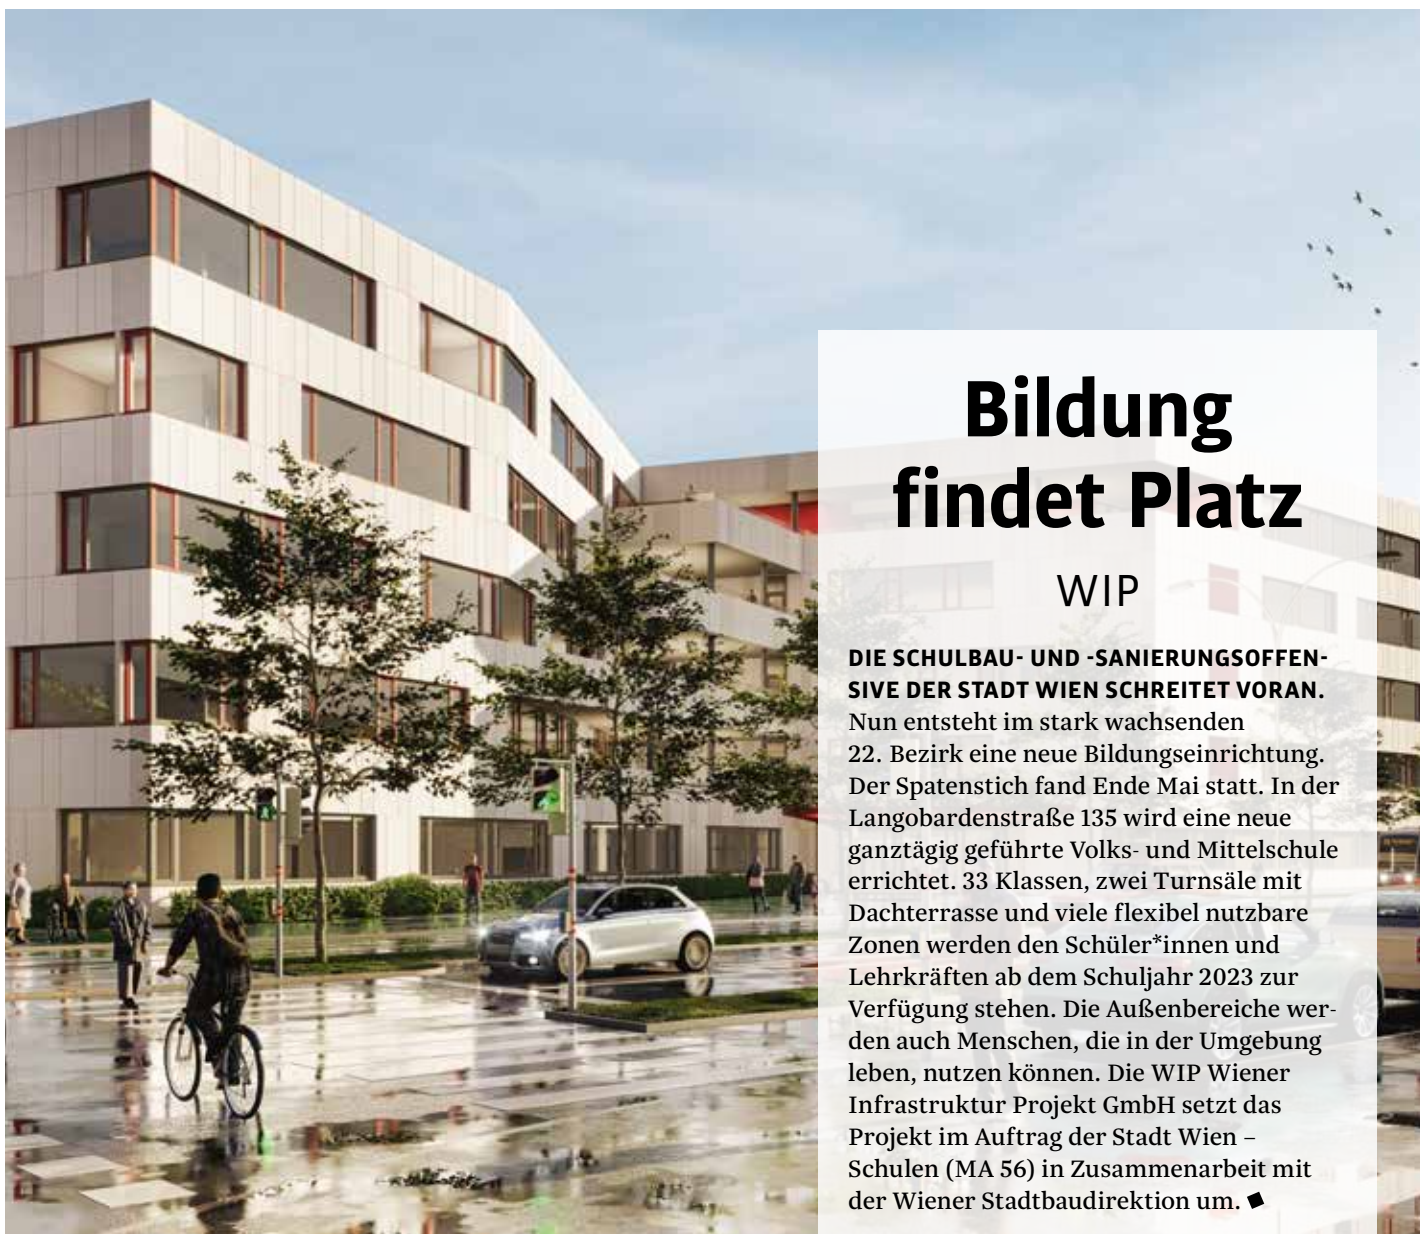 Bildung
findet Platz
WIP
DIE SCHULBAU- UND -SANIERUNGSOFFEN-
SIVE DER STADT WIEN SCHREITET VORAN.
Nun entsteht im stark wachsenden
22. Bezirk eine neue Bildungseinrichtung.
Der Spatenstich fand Ende Mai statt. In der
Langobardenstraße 135 wird eine neue
ganztägig geführte Volks- und Mittelschule
errichtet. 33 Klassen, zwei Turnsäle mit
Dachterrasse und viele flexibel nutzbare
Zonen werden den Schüler*innen und
Lehrkräften ab dem Schuljahr 2023 zur
Verfügung stehen. Die Außenbereiche wer-
den auch Menschen, die in der Umgebung
leben, nutzen können. Die WIP Wiener
Infrastruktur Projekt GmbH setzt das
Projekt im Auftrag der Stadt Wien –
Schulen (MA 56) in Zusammenarbeit mit
der Wiener Stadtbaudirektion um.